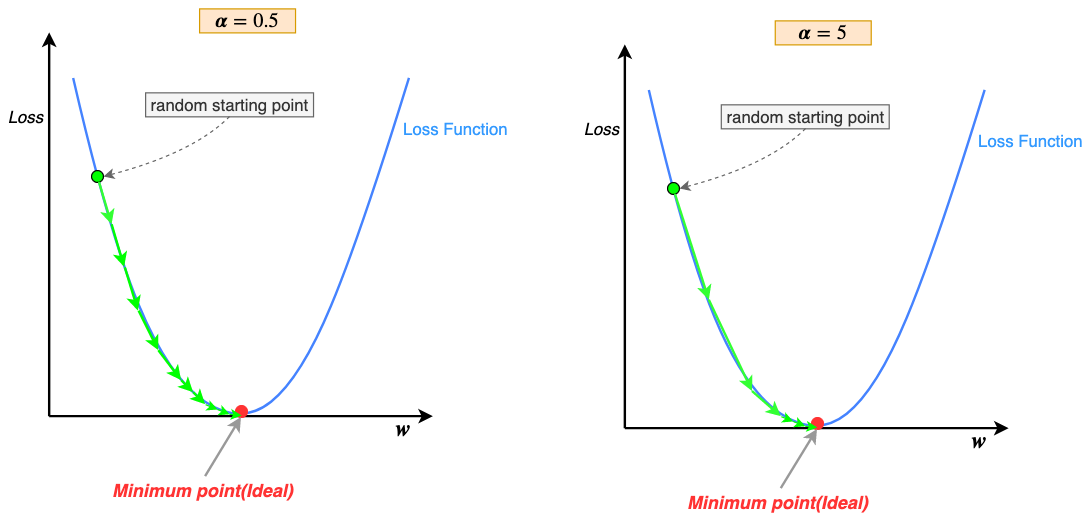 α = 0.5
Loss
random starting point
Loss Function
w
Minimum point(Ideal)
α = 5
Loss
random starting point
Loss Function
w
Minimum point(Ideal)